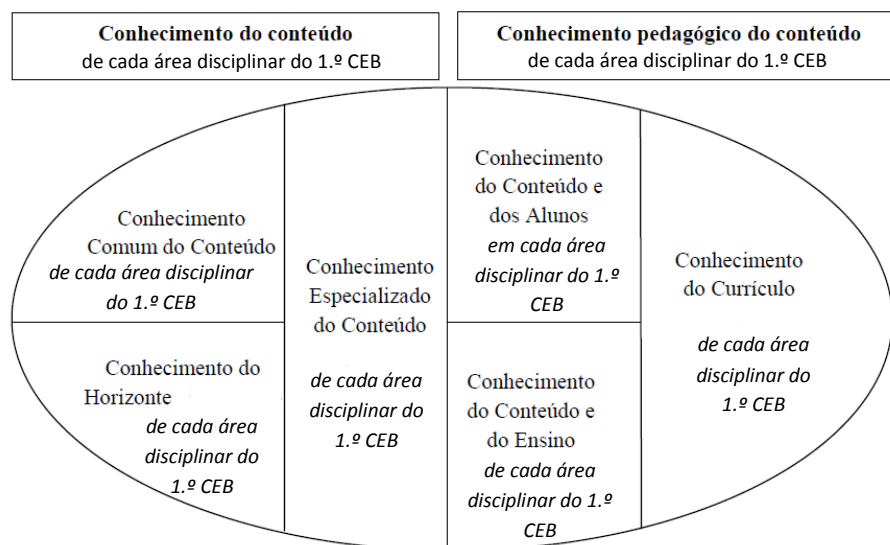 Conhecimento do conteúdo
de cada área disciplinar do 1.º CEB
Conhecimento pedagógico do conteúdo
de cada área disciplinar do 1.º CEB
Conhecimento
Comum do Conteúdo
de cada área disciplinar
do 1.º CEB
Conhecimento do
Horizonte
de cada área
disciplinar do
1.º CEB
Conhecimento
Especializado
do Conteúdo
de cada área
disciplinar do
1.º CEB
Conhecimento
do Conteúdo e
dos Alunos
em cada área
disciplinar do 1.º
CEB
Conhecimento
do Conteúdo e
do Ensino
de cada área
disciplinar do 1.º
CEB
Conhecimento
do Currículo
de cada área
disciplinar do
1.º CEB